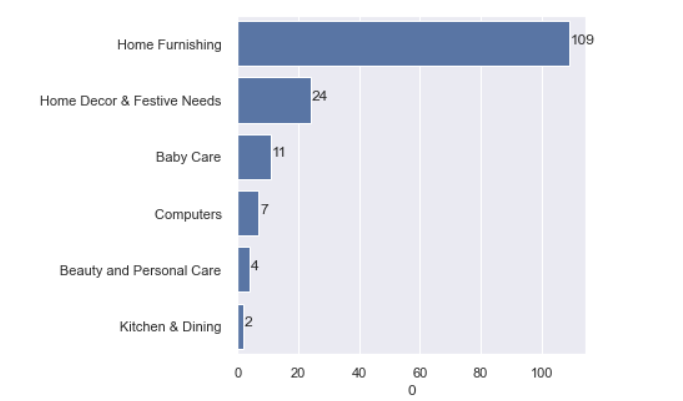 Home Furnishing 109
Home Decor & Festive Needs 24
Baby Care 11
Computers 7
Beauty and Personal Care 4
Kitchen & Dining 2
0 20 40 60 80 100
0